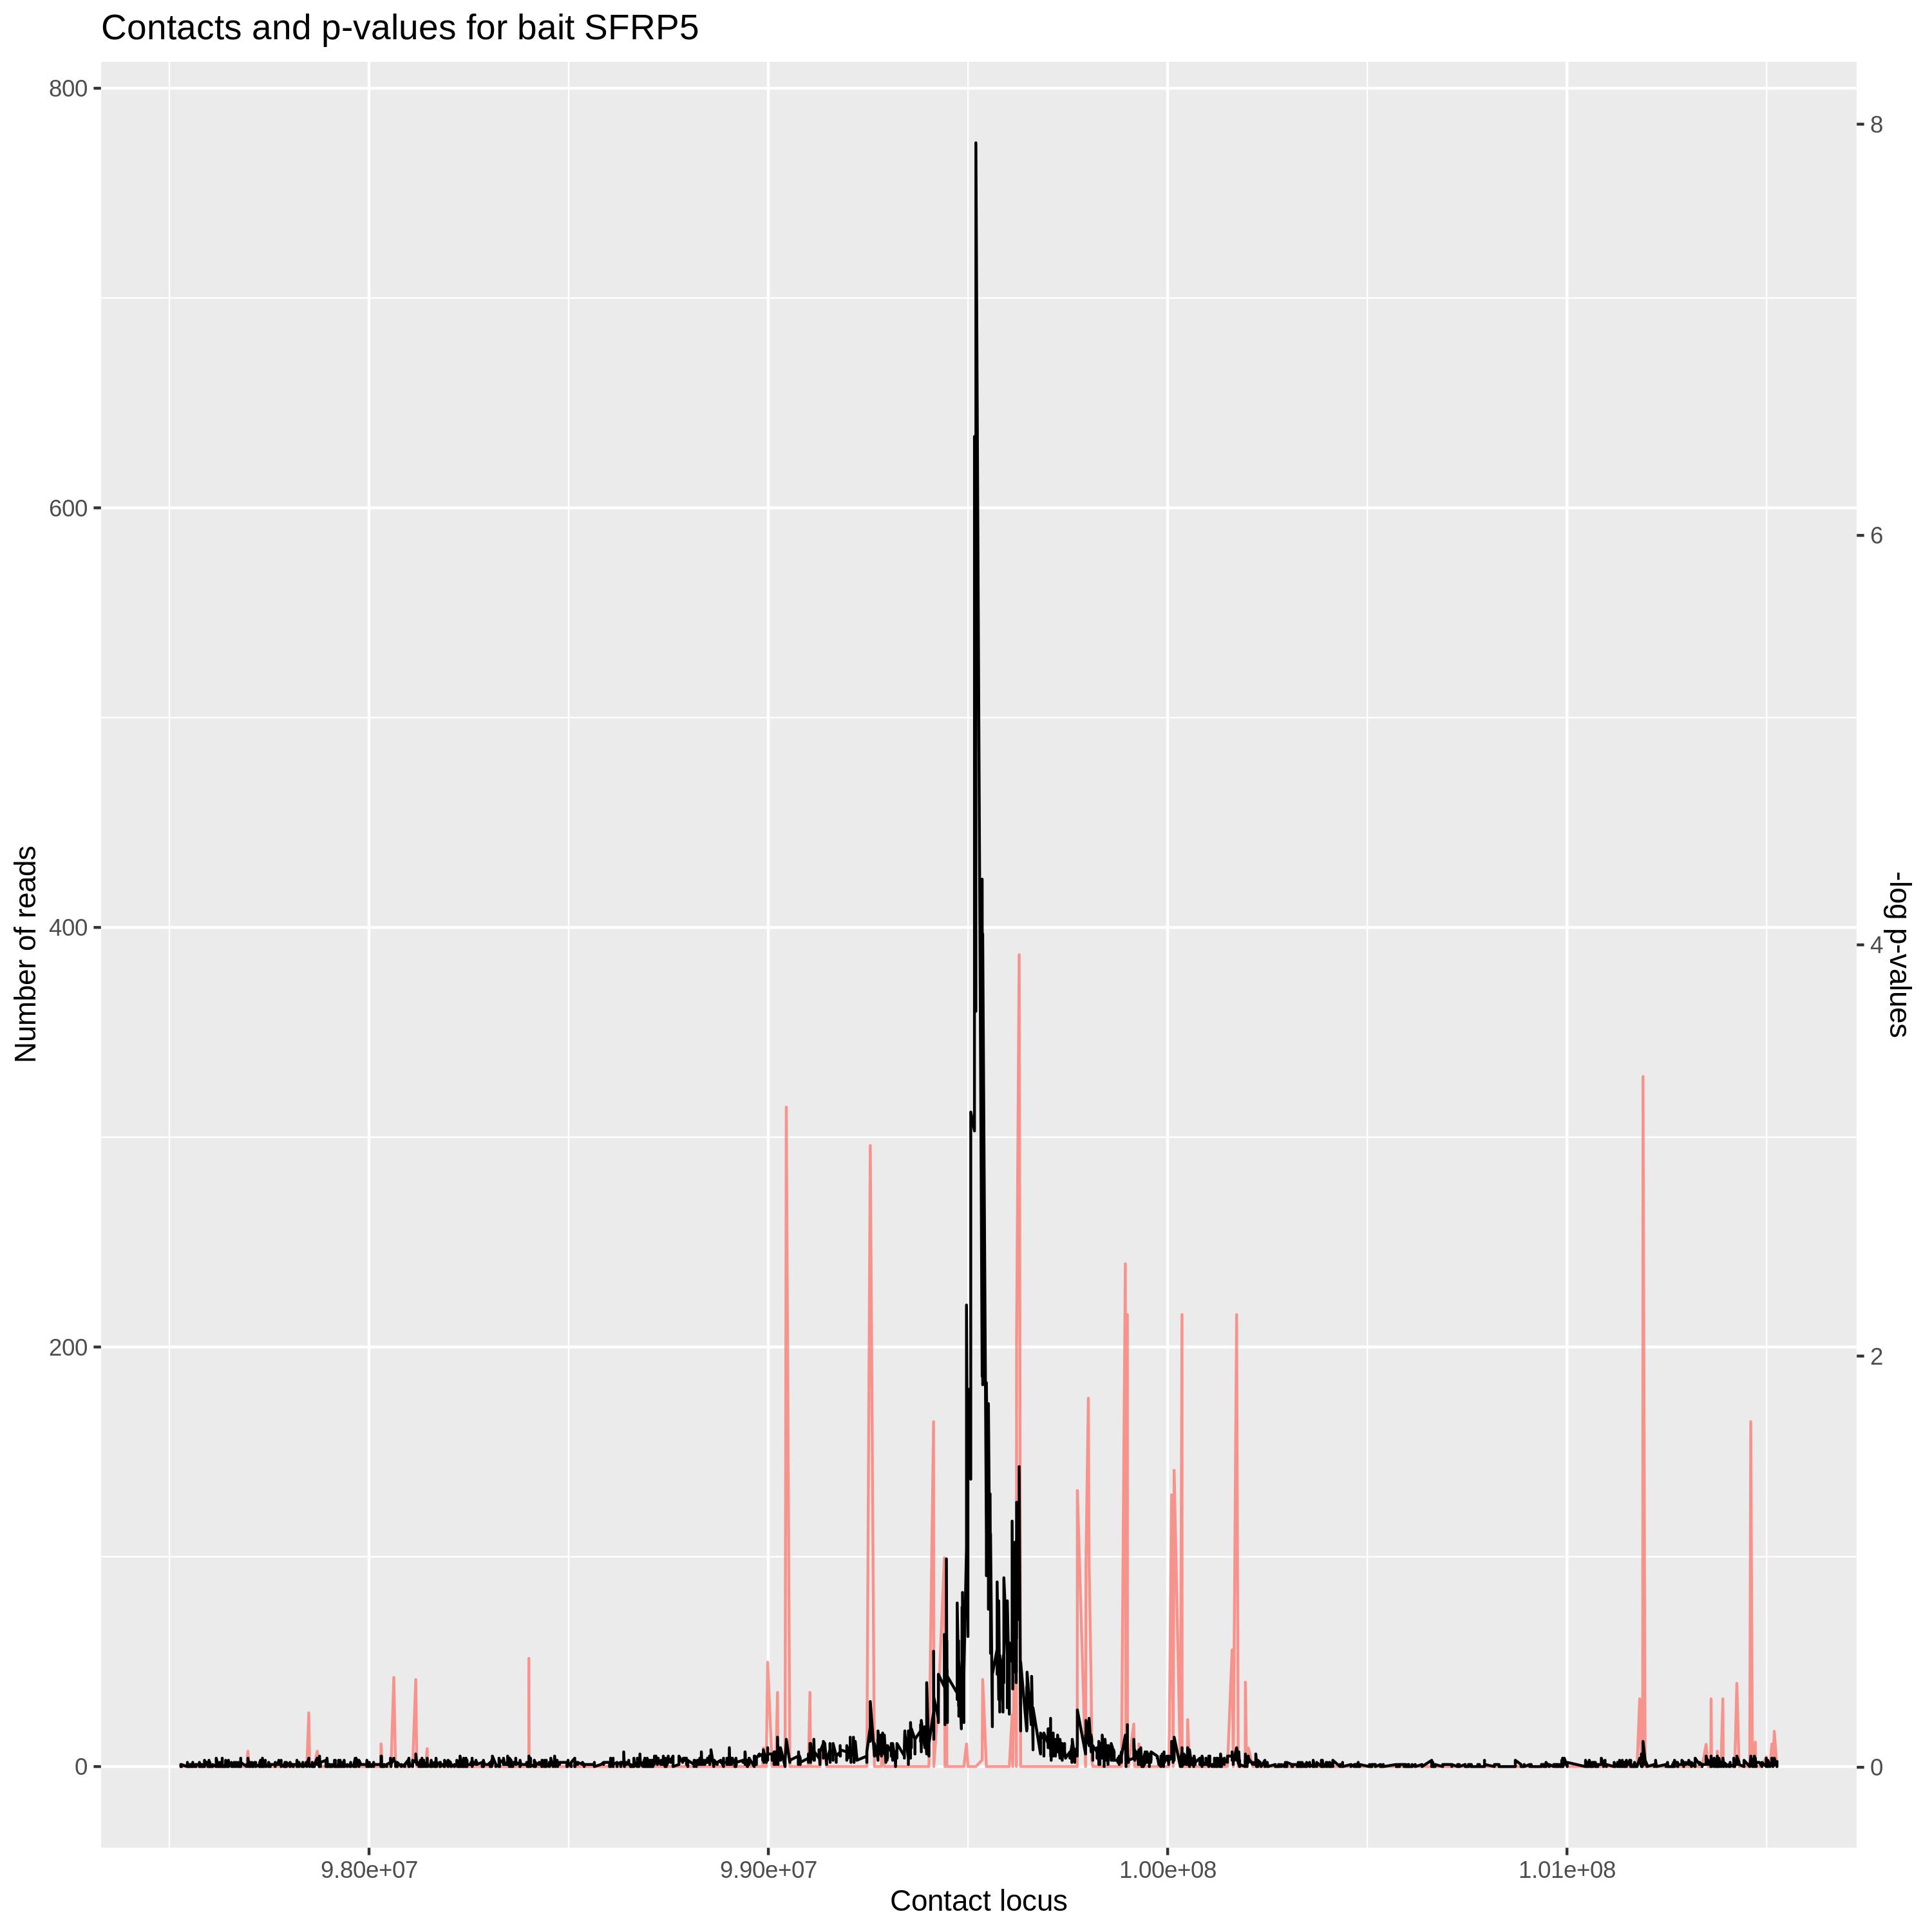 Contacts and p-values for bait SFRP5
800
600
400
200
0
Number of reads
8
6
4
2
0
-log p-values
9.80e+07 9.90e+07 1.00e+08 1.01e+08
Contact locus